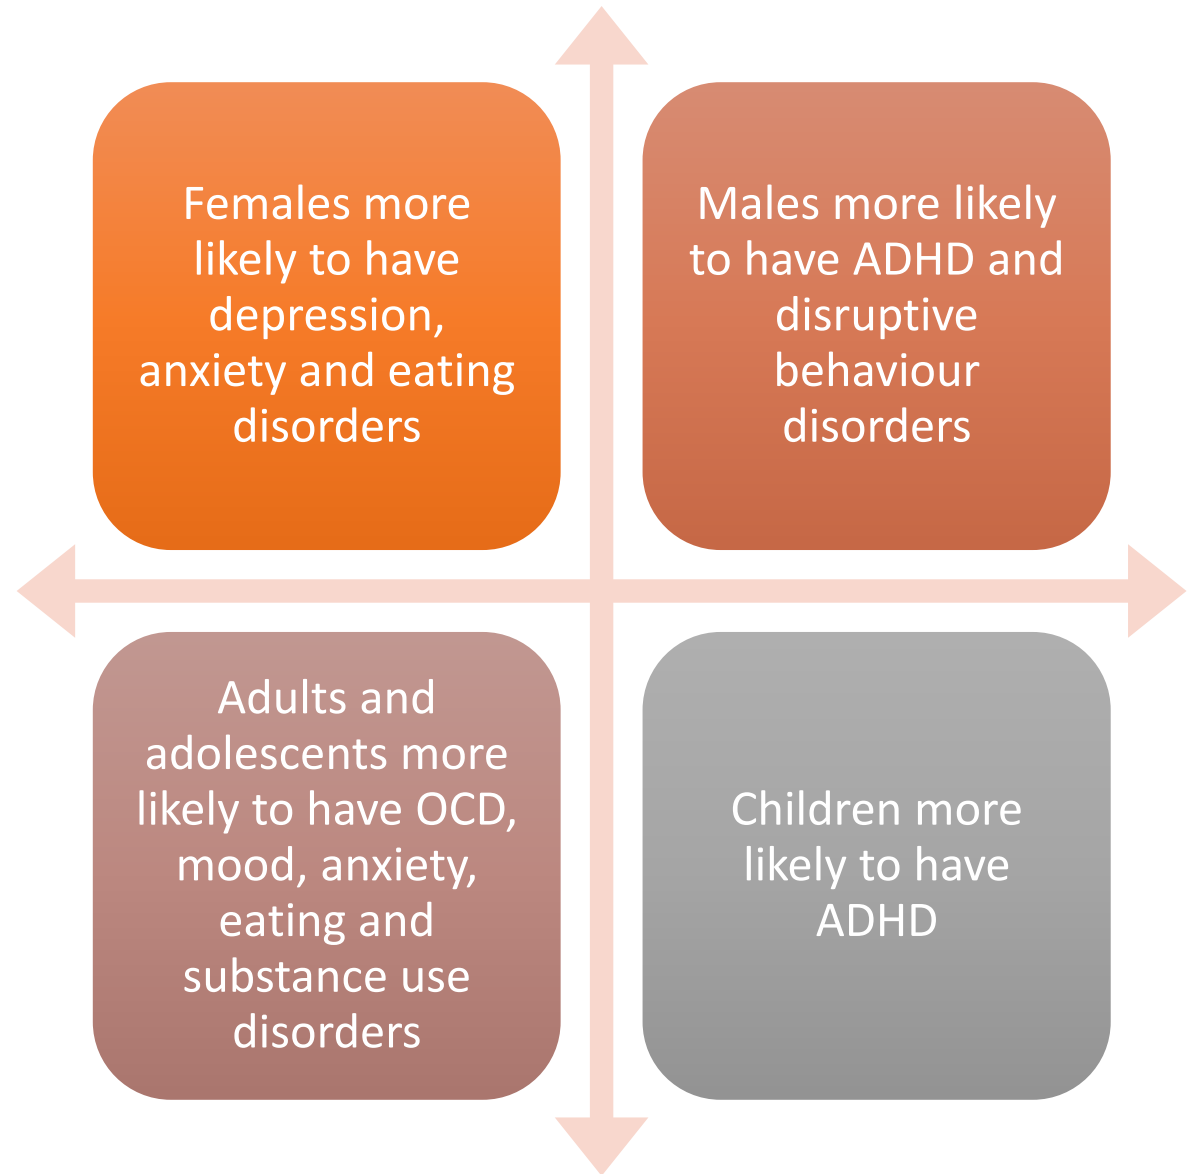 Females more
likely to have
depression,
anxiety and eating
disorders
Males more likely
to have ADHD and
disruptive
behaviour
disorders
Adults and
adolescents more
likely to have OCD,
mood, anxiety,
eating and
substance use
disorders
Children more
likely to have
ADHD